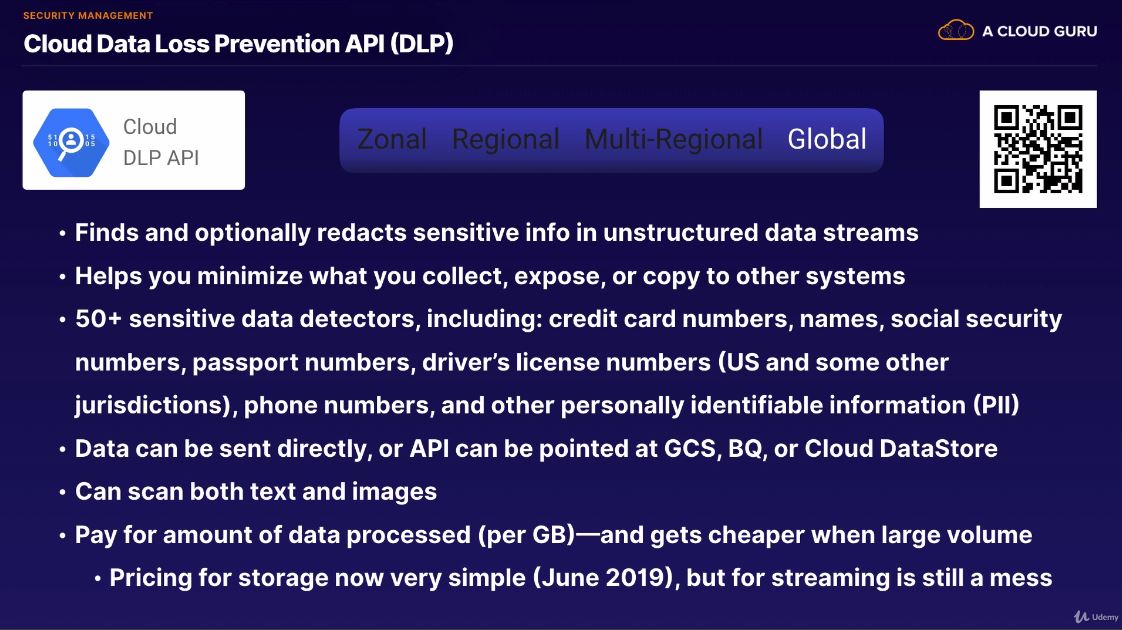 SECURITY MANAGEMENT
Cloud Data Loss Prevention API (DLP)
A CLOUD GURU
Cloud
DLP API
Zonal Regional Multi-Regional Global
• Finds and optionally redacts sensitive info in unstructured data streams
• Helps you minimize what you collect, expose, or copy to other systems
• 50+ sensitive data detectors, including: credit card numbers, names, social security
numbers, passport numbers, driver’s license numbers (US and some other
jurisdictions), phone numbers, and other personally identifiable information (PII)
• Data can be sent directly, or API can be pointed at GCS, BQ, or Cloud DataStore
• Can scan both text and images
• Pay for amount of data processed (per GB)—and gets cheaper when large volume
• Pricing for storage now very simple (June 2019), but for streaming is still a mess
Udemy